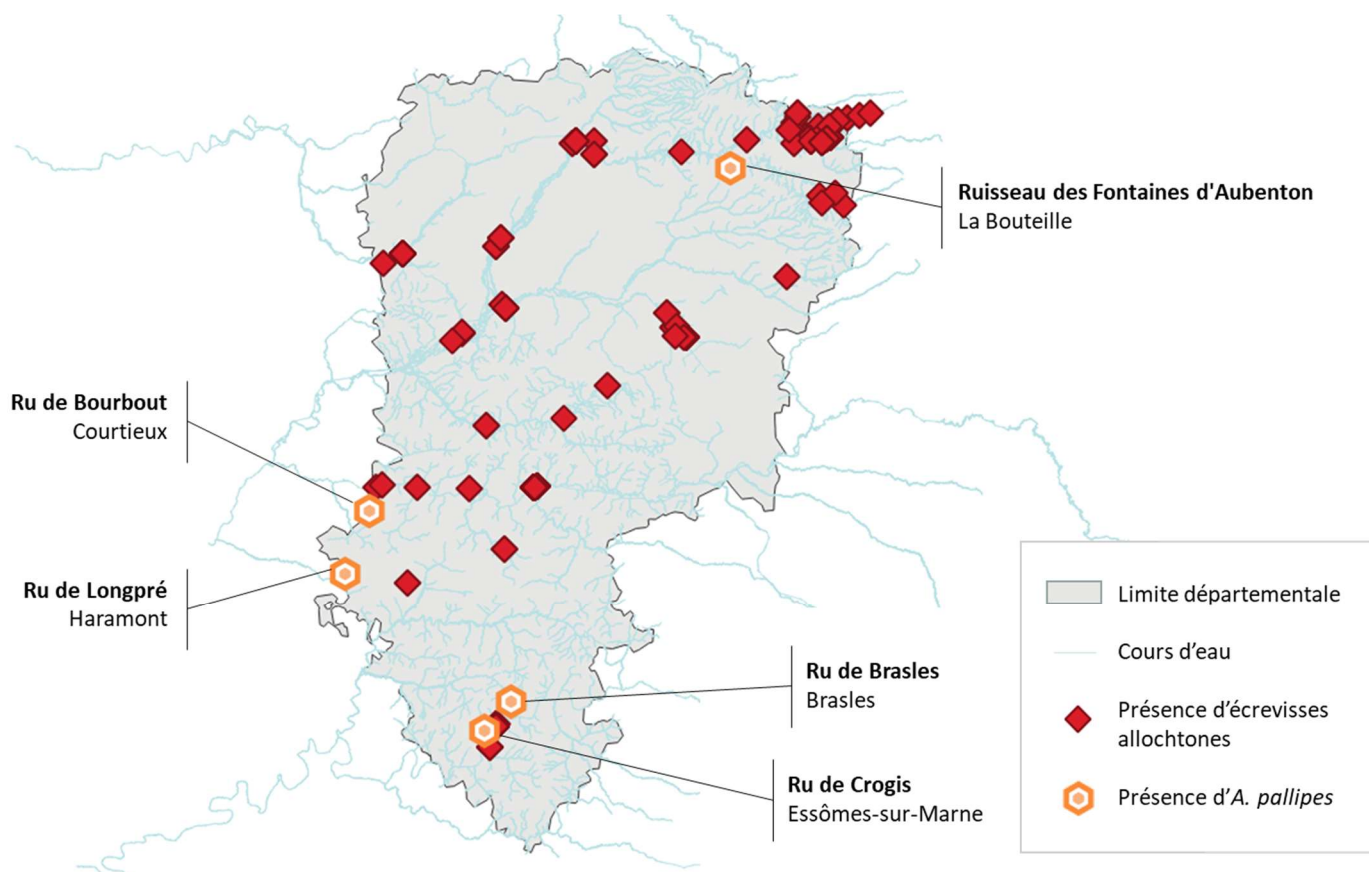 Ruisseau des Fontaines d'Aubenton
La Bouteille
Ru de Bourbout
Courtieux
Ru de Longpré
Haramont
Ru de Brasles
Brasles
Ru de Crogis
Essômes-sur-Marne
Limite départementale
Cours d’eau
Présence d’écrevisses
allochtones
Présence d’A. pallipes